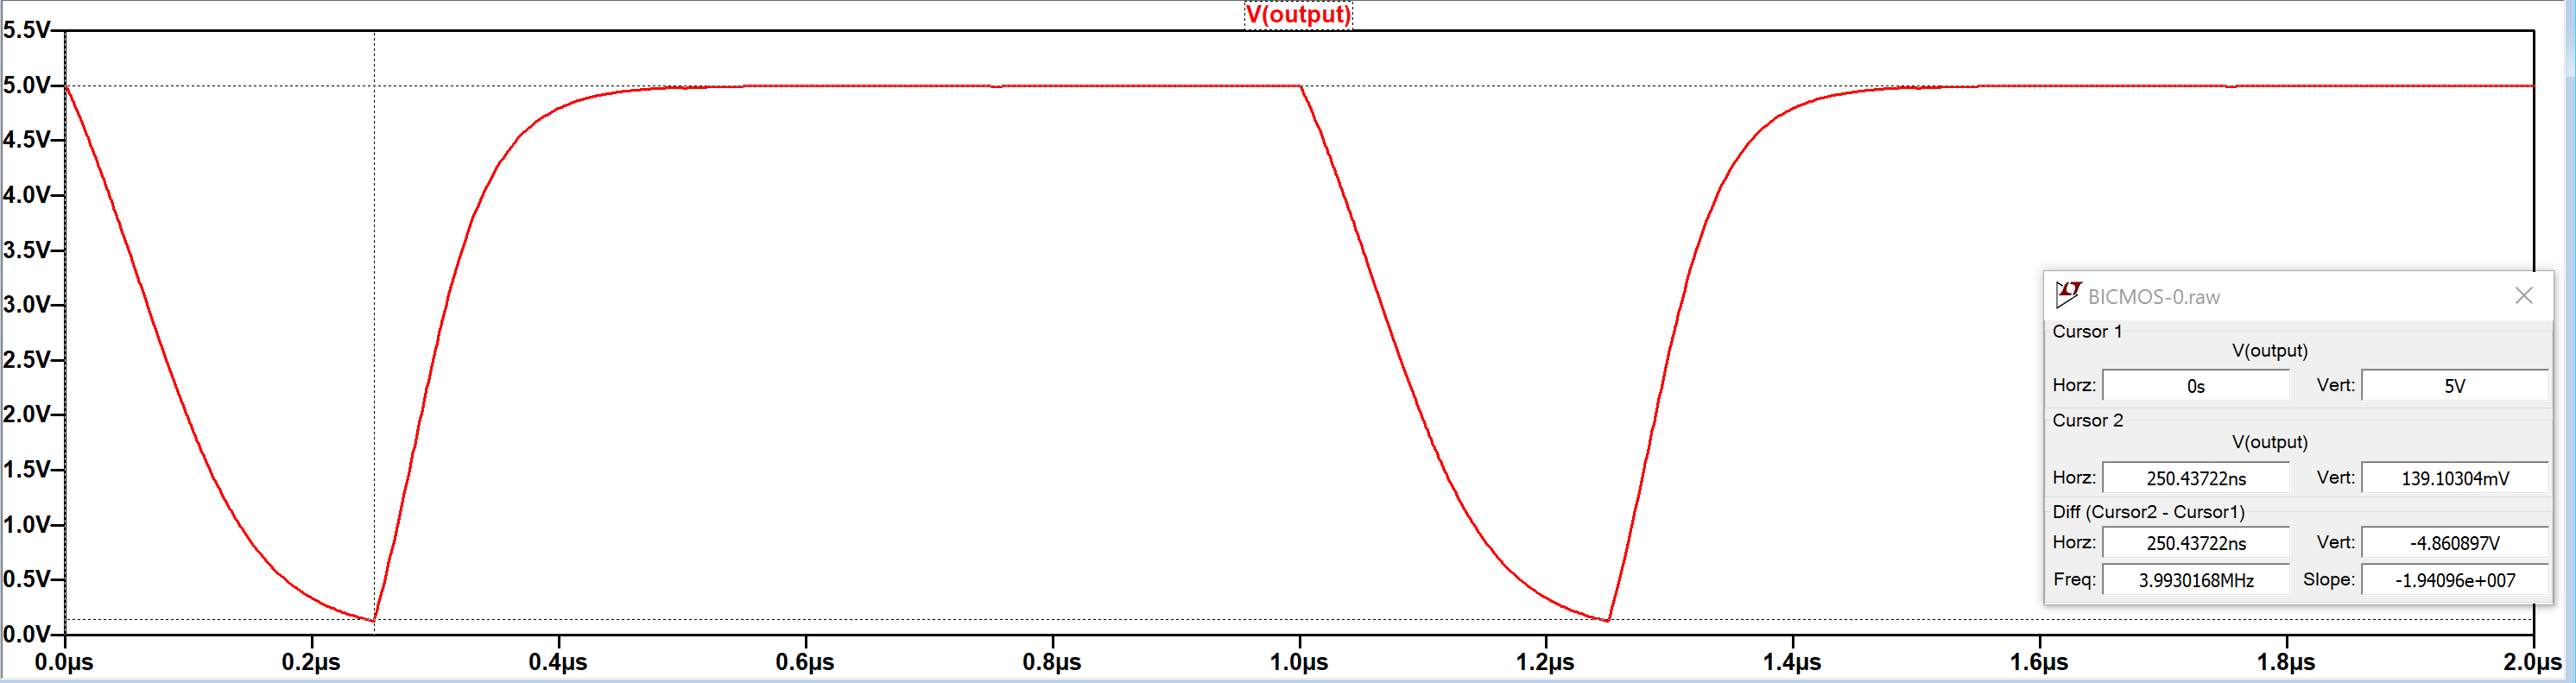 V(output)
5.5V
5.0V
4.5V
4.0V
3.5V
3.0V
2.5V
2.0V
1.5V
1.0V
0.5V
0.0V
0.0µs 0.2µs 0.4µs 0.6µs 0.8µs 1.0µs 1.2µs 1.4µs 1.6µs 1.8µs 2.0µs
BICMOS-0.raw
Cursor 1
V(output)
Horz: 0s Vert: 5V
Cursor 2
V(output)
Horz: 250.43722ns Vert: 139.10304mV
Diff (Cursor2 - Cursor1)
Horz: 250.43722ns Vert: -4.860897V
Freq: 3.9930168MHz Slope: -1.94096e+007